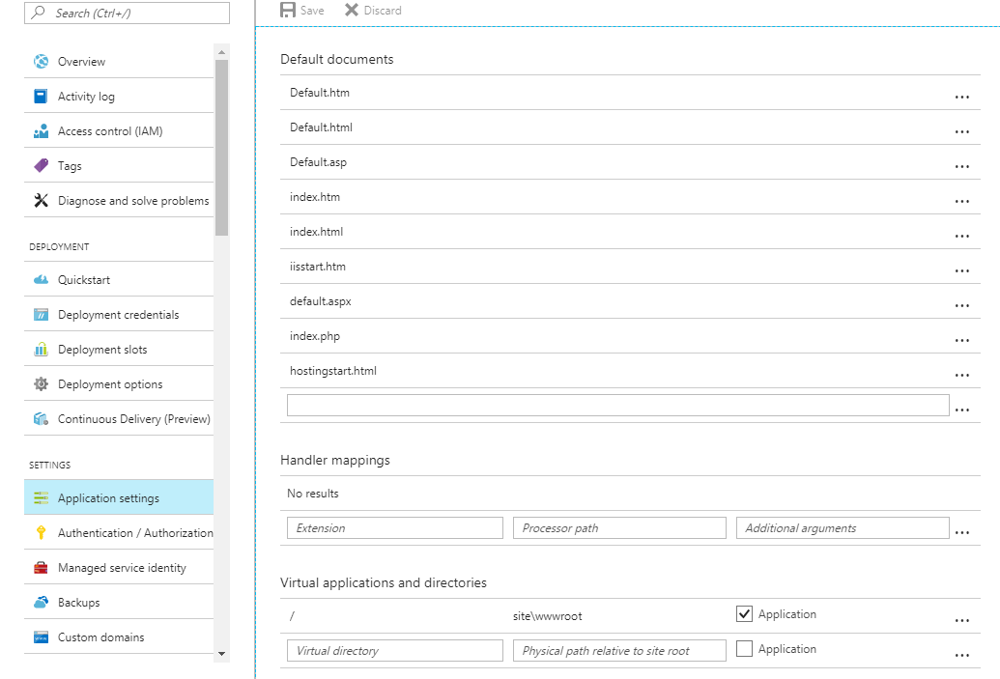 Search (Ctrl+/)
Overview
Activity log
Access control (IAM)
Tags
Diagnose and solve problems
DEPLOYMENT
Quickstart
Deployment credentials
Deployment slots
Deployment options
Continuous Delivery (Preview)
SETTINGS
Application settings
Authentication / Authorization
Managed service identity
Backups
Custom domains
Save Discard
Default documents
Default.htm ...
Default.html ...
Default.asp ...
index.htm ...
index.html ...
iisstart.htm ...
default.aspx ...
index.php ...
hostingstart.html ...
...
Handler mappings
No results
Extension Processor path Additional arguments ...
Virtual applications and directories
/ site\wwwroot Application ...
Virtual directory Physical path relative to site root Application ...